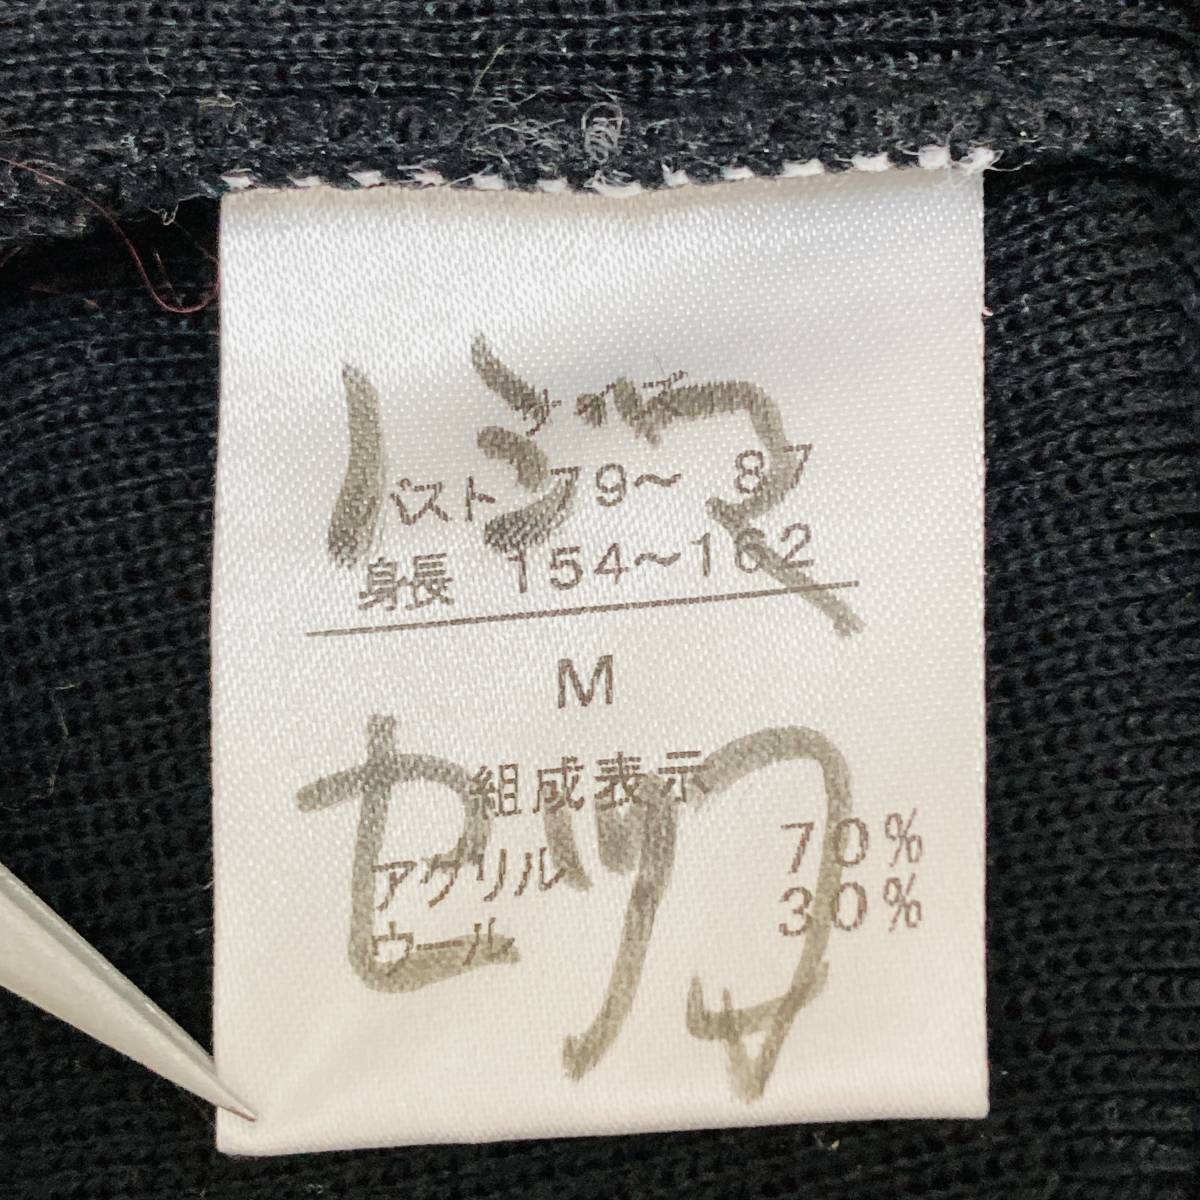 サイズ
バスト 79～ 87
身長 154～162
M
組成表示
アクリル 70%
ウール 30%